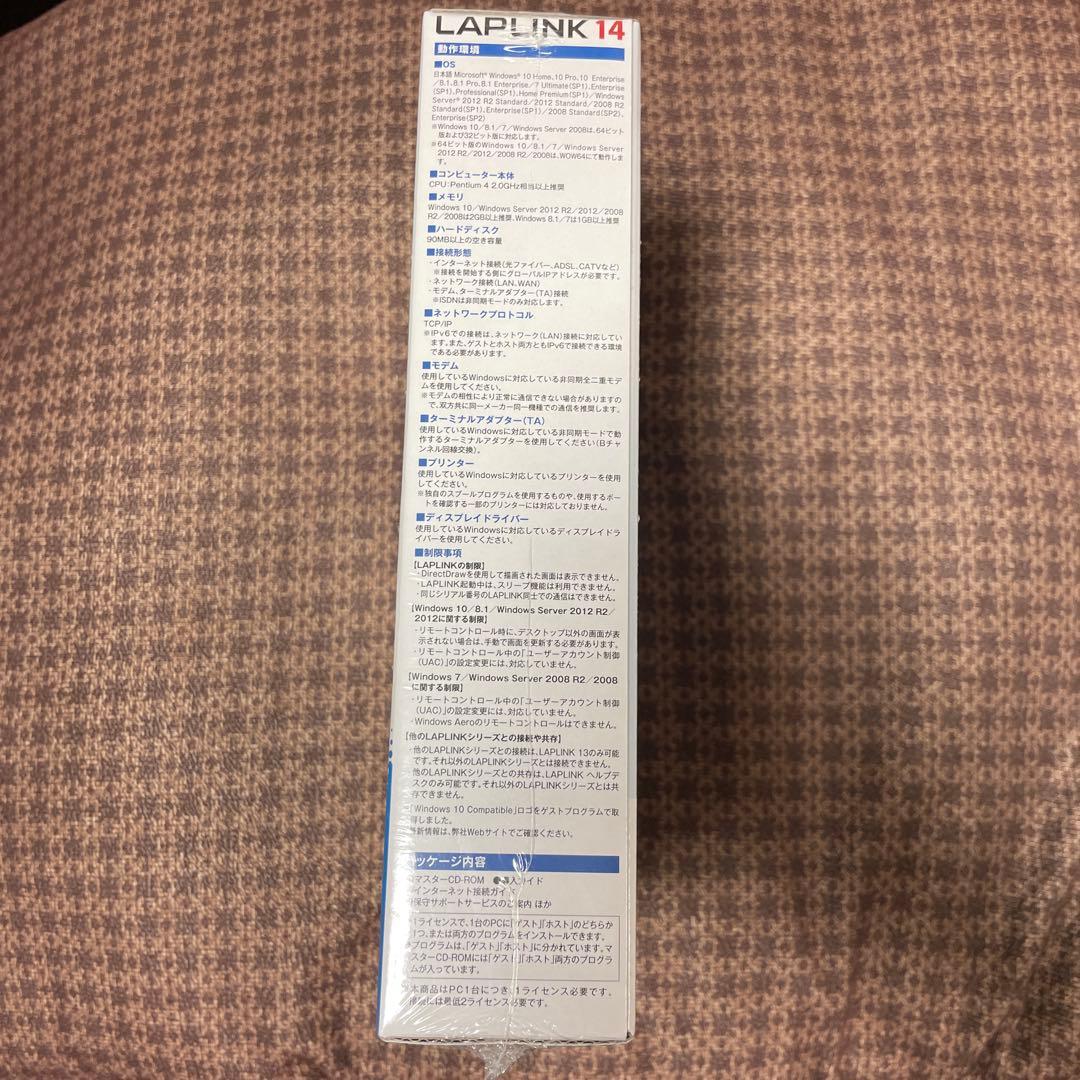 LAPLINK 14
動作環境
■OS
日本語 Microsoft® Windows® 10 Home、10 Pro、10 Enterprise
/8.1、8.1 Pro、8.1 Enterprise/7 Ultimate(SP1)、Enterprise
(SP1)、Professional(SP1)、Home Premium(SP1)/Windows
Server® 2012 R2 Standard/2012 Standard/2008 R2
Standard(SP1)、Enterprise(SP1)/2008 Standard(SP2)、
Enterprise(SP2)
※Windows 10/8.1/7/Windows Server 2008は、64ビット
版および32ビット版に対応します。
※64ビット版のWindows 10/8.1/7/Windows Server
2012 R2/2012/2008 R2/2008は、WOW64にて動作しま
す。
■コンピューター本体
CPU:Pentium 4 2.0GHz相当以上推奨
■メモリ
Windows 10/Windows Server 2012 R2/2012/2008
R2/2008は2GB以上推奨、Windows 8.1/7は1GB以上推奨
■ハードディスク
90MB以上の空き容量
■接続形態
・インターネット接続(光ファイバー、ADSL、CATVなど)
※接続を開始する側にグローバルIPアドレスが必要です。
・ネットワーク接続(LAN、WAN)
・モデム、ターミナルアダプター(TA)接続
※ISDNは非同期モードのみ対応します。
■ネットワークプロトコル
TCP/IP
※IPv6での接続は、ネットワーク(LAN)接続に対応してい
ます。また、ゲストとホスト両方ともIPv6で接続できる環境
である必要があります。
■モデム
使用しているWindowsに対応している非同期全二重モデ
ムを使用してください。
※モデムの相性により正常に通信できない場合がありますの
で、双方共に同一メーカー同一機種での通信を推奨します。
■ターミナルアダプター(TA)
使用しているWindowsに対応している非同期モードで動
作するターミナルアダプターを使用してください(Bチャ
ンネル回線交換)。
■プリンター
使用しているWindowsに対応しているプリンターを使用
してください。
※独自のスプールプログラムを使用するものや、使用するポー
トを確認する一部のプリンターには対応しておりません。
■ディスプレイドライバー
使用しているWindowsに対応しているディスプレイドラ
イバーを使用してください。
■制限事項
【LAPLINKの制限】
・DirectDrawを使用して描画された画面は表示できません。
・LAPLINK起動中は、スリープ機能は利用できません。
・同じシリアル番号のLAPLINK同士での通信はできません。
【Windows 10/8.1/Windows Server 2012 R2/
2012に関する制限】
・リモートコントロール時に、デスクトップ以外の画面が表
示されない場合は、手動で画面を更新する必要があります。
・リモートコントロール中の「ユーザーアカウント制御
(UAC)」の設定変更には、対応していません。
【Windows 7/Windows Server 2008 R2/2008
に関する制限】
・リモートコントロール中の「ユーザーアカウント制御
(UAC)」の設定変更には、対応していません。
・Windows Aeroのリモートコントロールはできません。
【他のLAPLINKシリーズとの接続や共存】
・他のLAPLINKシリーズとの接続は、LAPLINK 13のみ可能
です。それ以外のLAPLINKシリーズとは接続できません。
・他のLAPLINKシリーズとの共存は、LAPLINK ヘルプデ
スクのみ可能です。それ以外のLAPLINKシリーズとは共
存できません。
「Windows 10 Compatible」ロゴをゲストプログラムで取
得しました。
最新情報は、弊社Webサイトでご確認ください。
パッケージ内容
●マスターCD-ROM ●導入ガイド
●インターネット接続ガイド
●保守サポートサービスのご案内 ほか
1ライセンスで、1台のPCに「ゲスト」「ホスト」のどちらか
1つ、または両方のプログラムをインストールできます。
プログラムは、「ゲスト」「ホスト」に分かれています。マ
スターCD-ROMには「ゲスト」「ホスト」両方のプログラ
ムが入っています。
※本商品はPC1台につき、1ライセンス必要です。
接続には最低2ライセンス必要です。